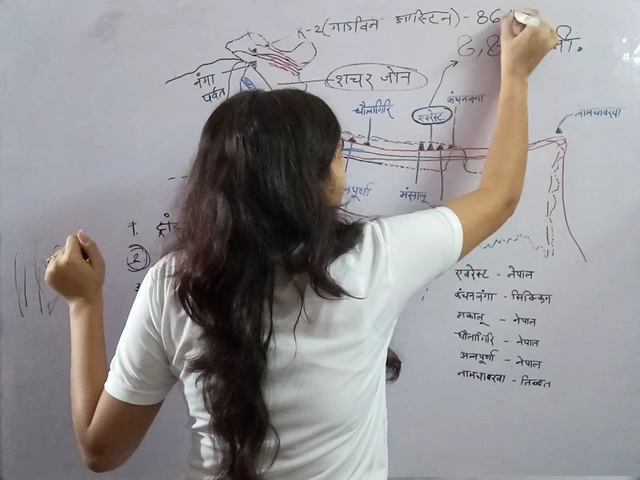 K-2 (गाडविन आस्टिन) - 86
8,8 मी.
नंगा
पर्वत
शचर जोन
धौलागिरि
एवरेस्ट
कंचनजंगा
नामचाबरवा
मंसालू
1.
2
एवरेस्ट - नेपाल
कंचनजंगा - सिक्किम
मकालू - नेपाल
धौलागिरि - नेपाल
अन्नपूर्णा - नेपाल
नामचाबरवा - तिब्बत